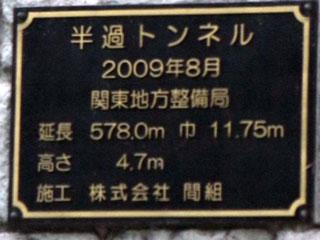 半過トンネル
2009年8月
関東地方整備局
延長 578.0m 巾 11.75m
高さ 4.7m
施工 株式会社 間組